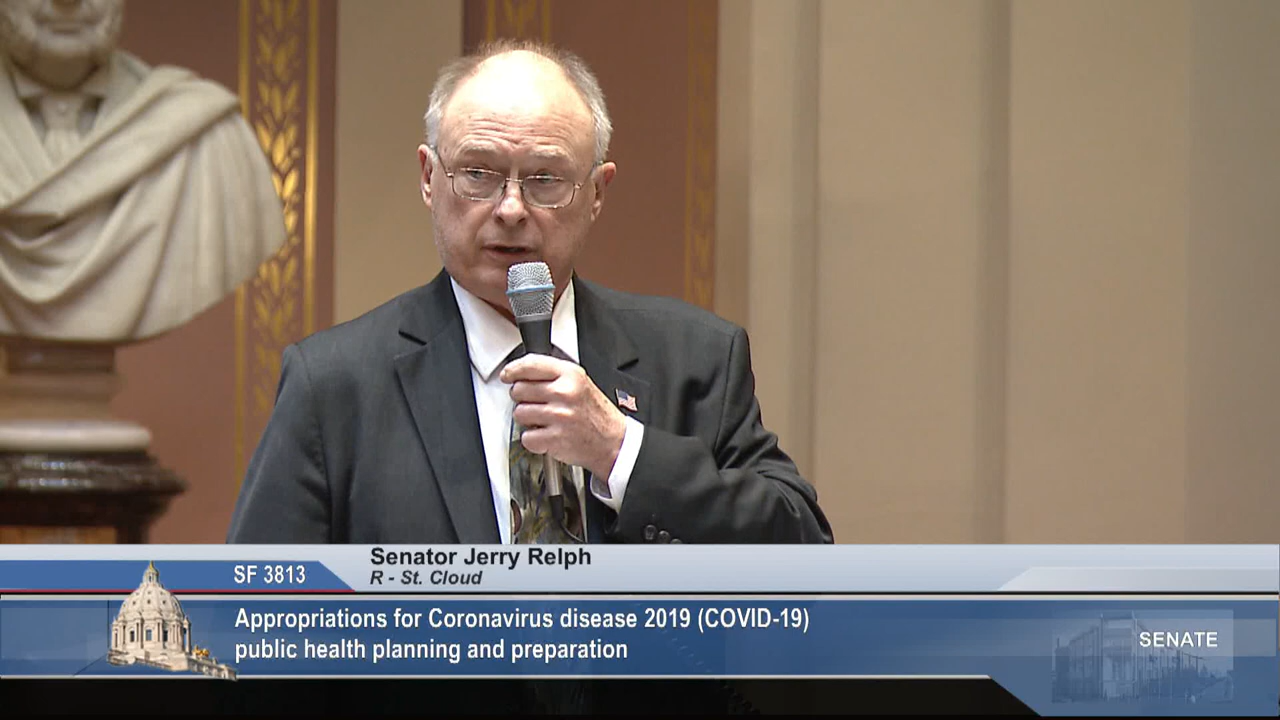 Senator Jerry Relph
R - St. Cloud
SF 3813
Appropriations for Coronavirus disease 2019 (COVID-19)
public health planning and preparation
SENATE